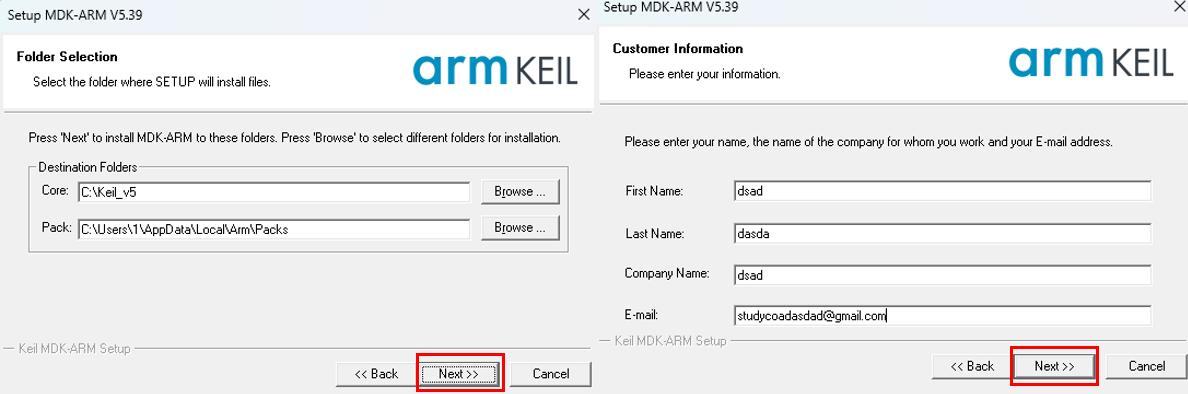 Setup MDK-ARM V5.39
Folder Selection
Select the folder where SETUP will install files.
arm KEIL
Press 'Next' to install MDK-ARM to these folders. Press 'Browse' to select different folders for installation.
Destination Folders
Core: C:\Keil_v5 Browse ...
Pack: C:\Users\1\AppData\Local\Arm\Packs Browse ...
Keil MDK-ARM Setup
<< Back Next >> Cancel
Setup MDK-ARM V5.39
Customer Information
Please enter your information.
arm KEIL
Please enter your name, the name of the company for whom you work and your E-mail address.
First Name: dsad
Last Name: dasda
Company Name: dsad
E-mail: studycoadasdad@gmail.com
Keil MDK-ARM Setup
<< Back Next >> Cancel